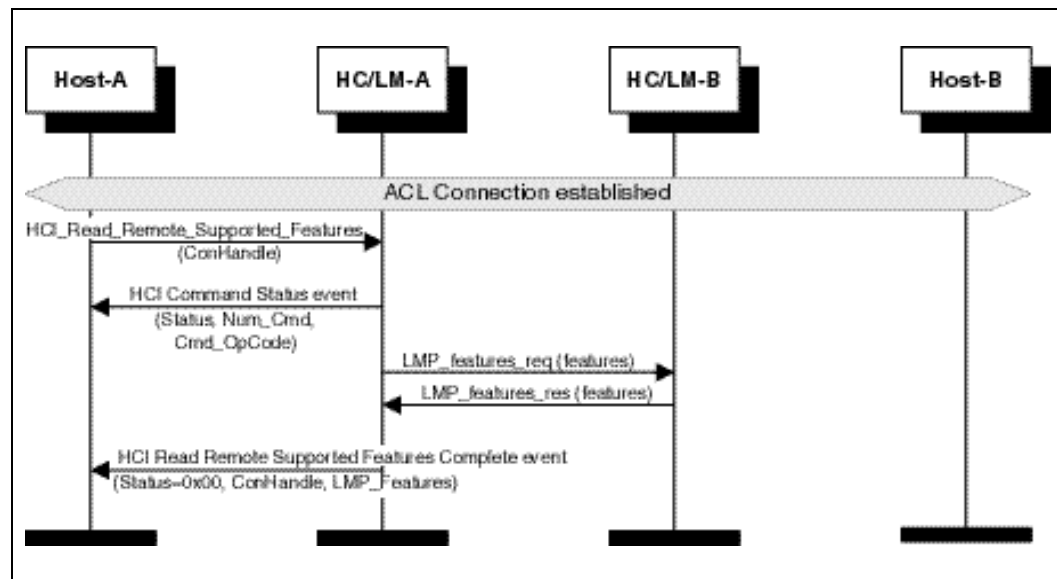 Host-A
HC/LM-A
HC/LM-B
Host-B
ACL Connection established
HCI_Read_Remote_Supported_Features
(ConHandle)
HCI Command Status event
(Status, Num_Cmd,
Cmd_OpCode)
LMP_features_req (features)
LMP_features_res (features)
HCI Read Remote Supported Features Complete event
(Status=0x00, ConHandle, LMP_Features)